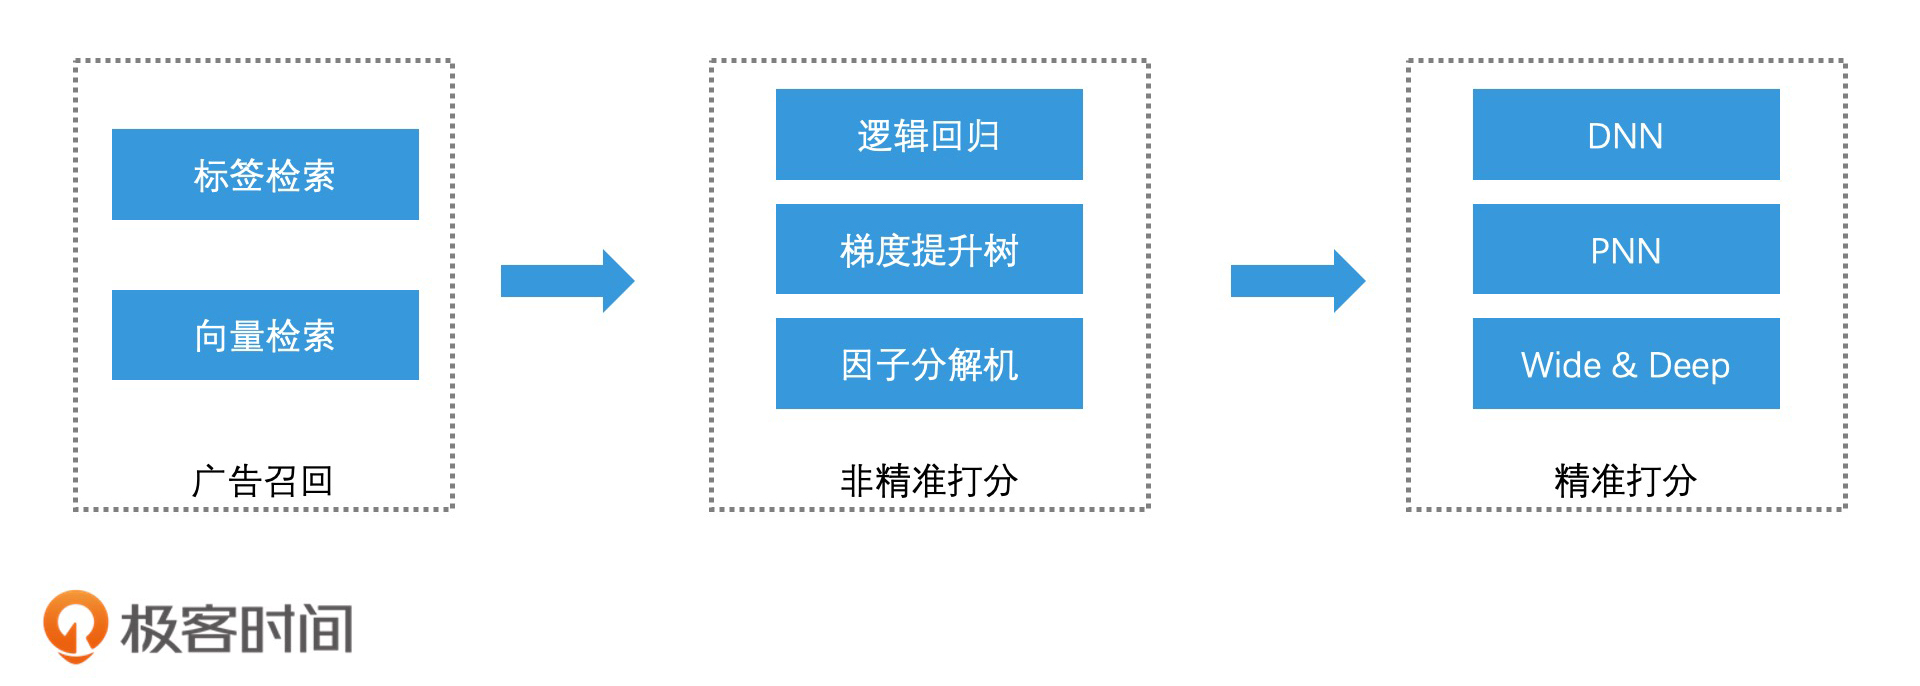 标签检索
向量检索
广告召回
逻辑回归
梯度提升树
因子分解机
非精准打分
DNN
PNN
Wide & Deep
精准打分
极客时间